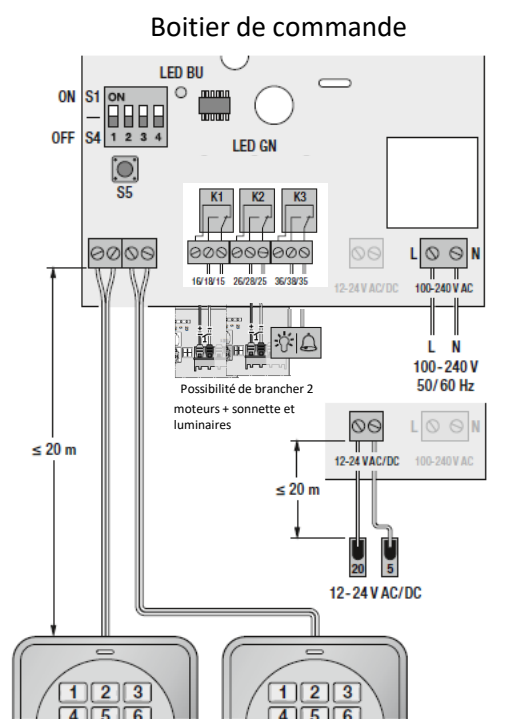 Boitier de commande
LED BU
ON S1 ON
OFF S4 1 2 3 4
LED GN
S5
K1 K2 K3
16/18/15 26/28/25 36/38/35
12-24 V AC/DC
L N
100-240 V AC
L N
100-240 V
50/60 Hz
Possibilité de brancher 2
moteurs + sonnette et
luminaires
≤ 20 m
L N
12-24 V AC/DC 100-240 V AC
≤ 20 m
20 5
12-24 V AC/DC
1 2 3
4 5 6
1 2 3
4 5 6